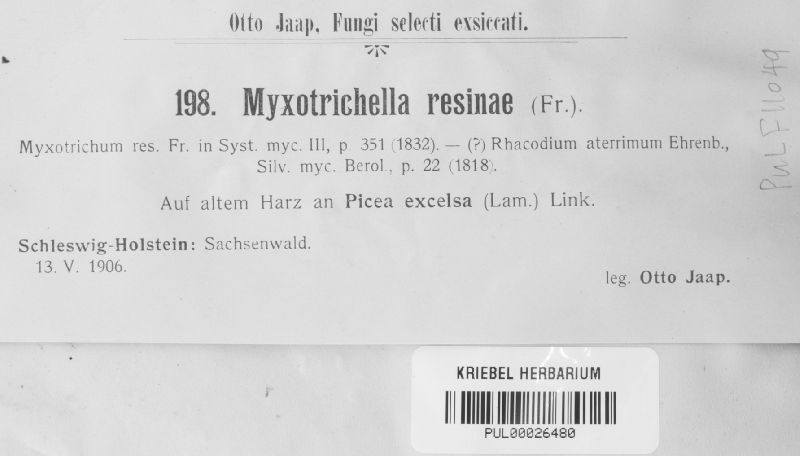 Otto Jaap, Fungi selecti exsiccati.
198. Myxotrichella resinae (Fr.).
Myxotrichum res. Fr. in Syst. myc. III, p. 351 (1832). — (?) Rhacodium aterrimum Ehrenb.,
Silv. myc. Berol., p. 22 (1818).
Auf altem Harz an Picea excelsa (Lam.) Link.
Schleswig-Holstein: Sachsenwald.
13. V. 1906.
leg. Otto Jaap.
PUL F11049
KRIEBEL HERBARIUM
PUL00026480